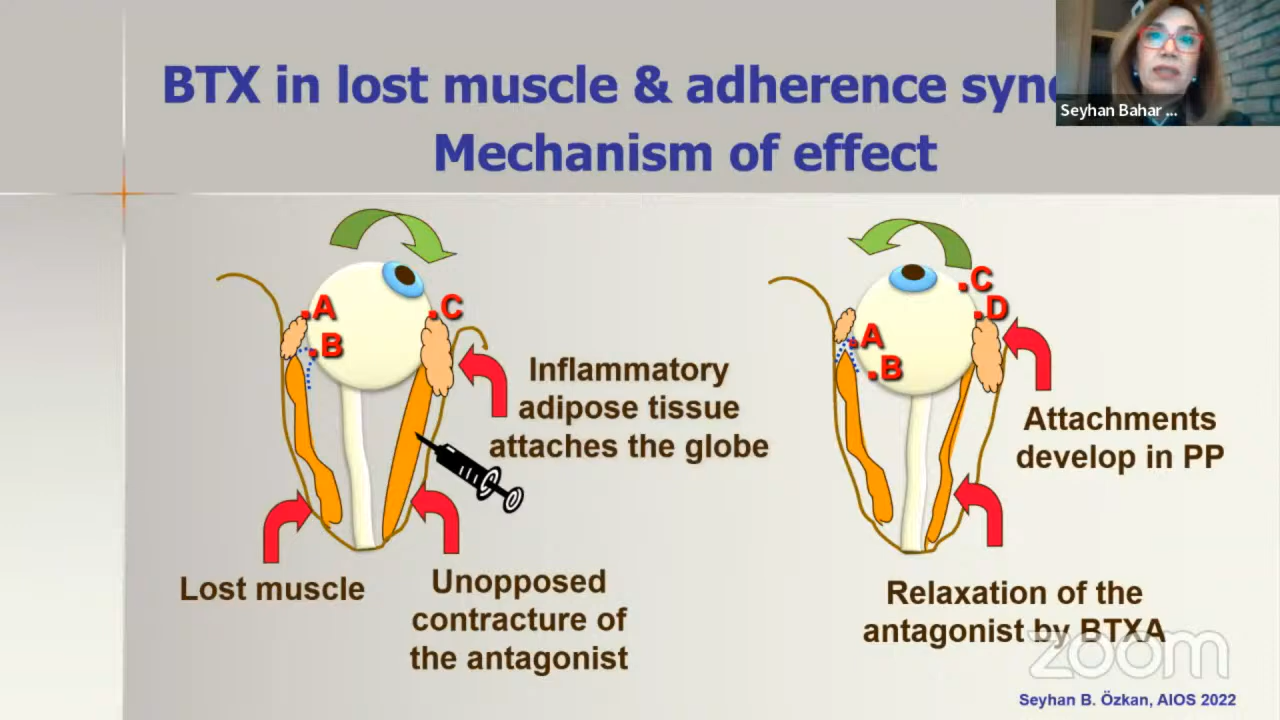 BTX in lost muscle & adherence
Mechanism of effect
Seyhan Bahar ...
.A
.B
.C
Inflammatory
adipose tissue
attaches the globe
Lost muscle
Unopposed
contracture of
the antagonist
.C
.D
.A
.B
Attachments
develop in PP
Relaxation of the
antagonist by BTXA
zoom
Seyhan B. Özkan, AIOS 2022